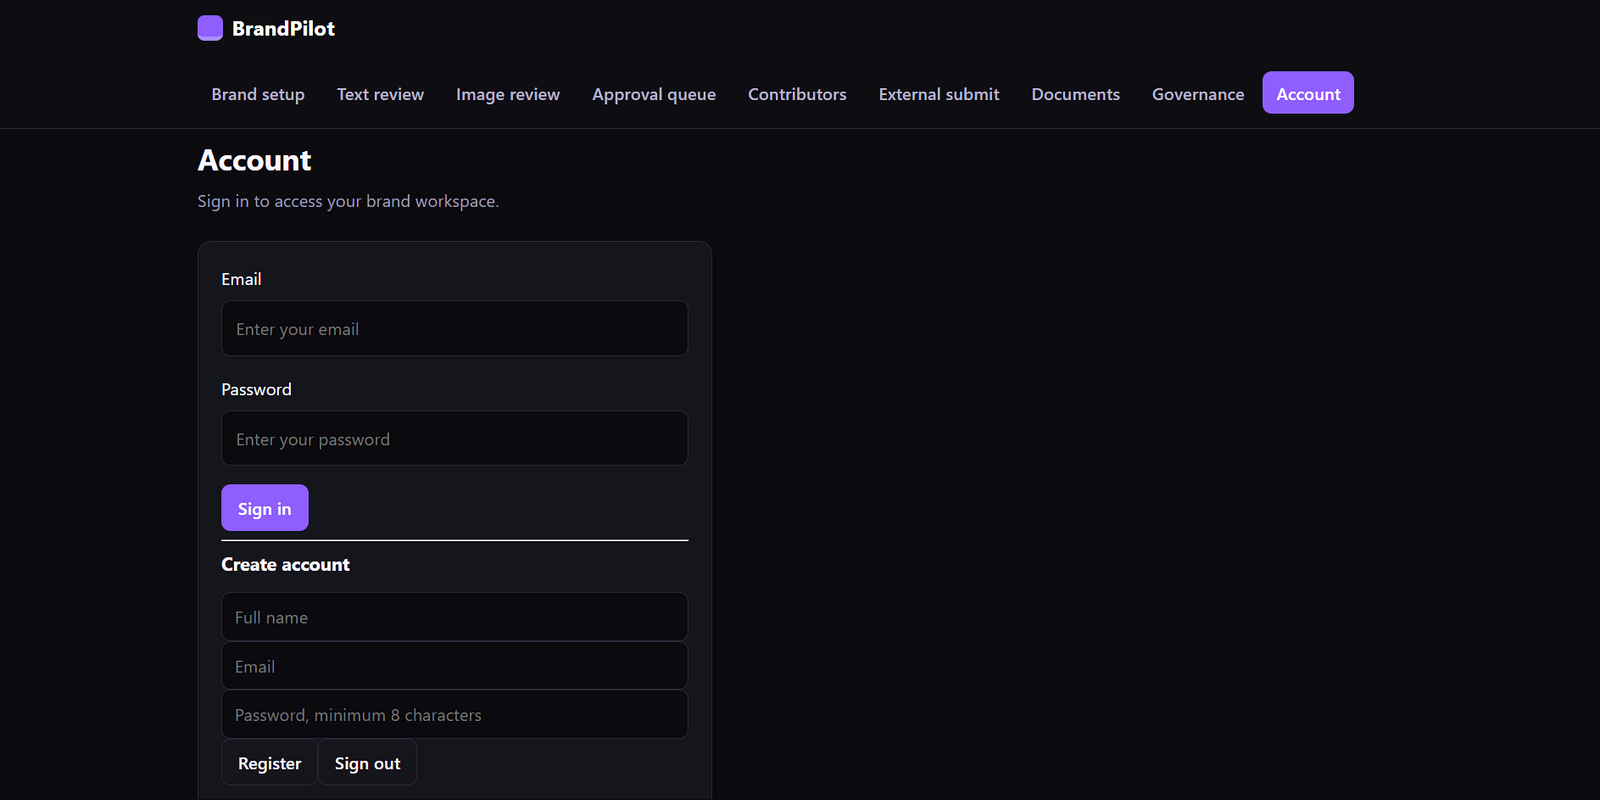 BrandPilot
Brand setup Text review Image review Approval queue Contributors External submit Documents Governance Account
Account
Sign in to access your brand workspace.
Email
Enter your email
Password
Enter your password
Sign in
Create account
Full name
Email
Password, minimum 8 characters
Register Sign out